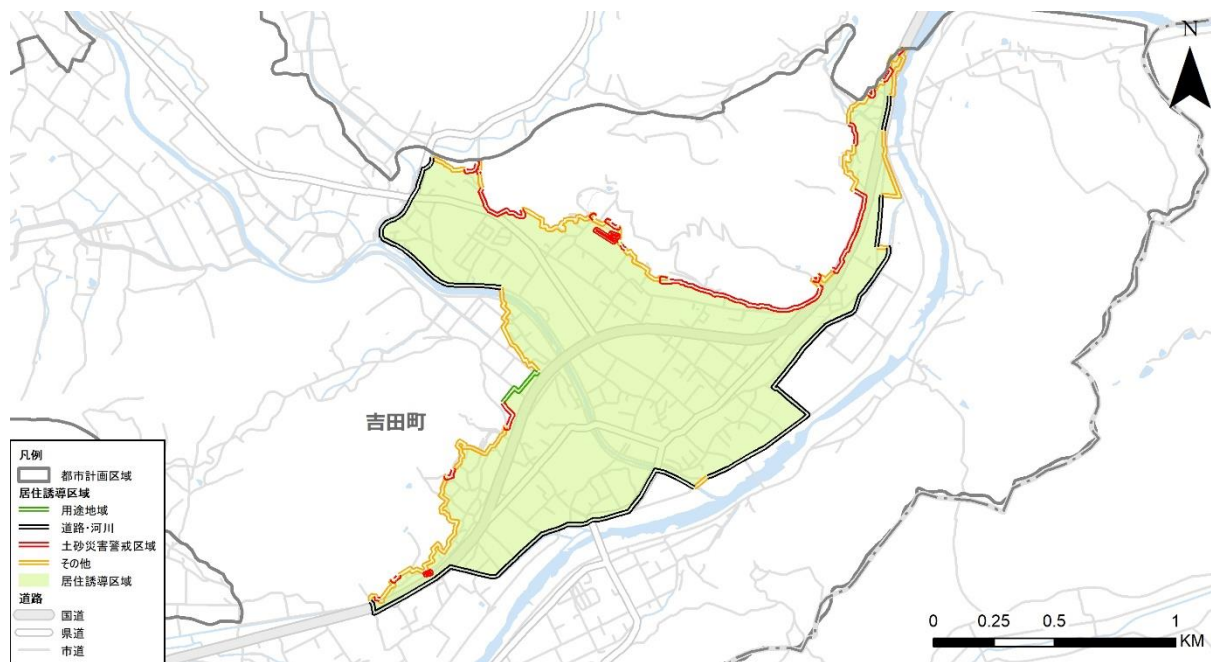 N
吉田町
凡例
都市計画区域
居住誘導区域
用途地域
道路・河川
土砂災害警戒区域
その他
居住誘導区域
道路
国道
県道
市道
0 0.25 0.5 1
KM